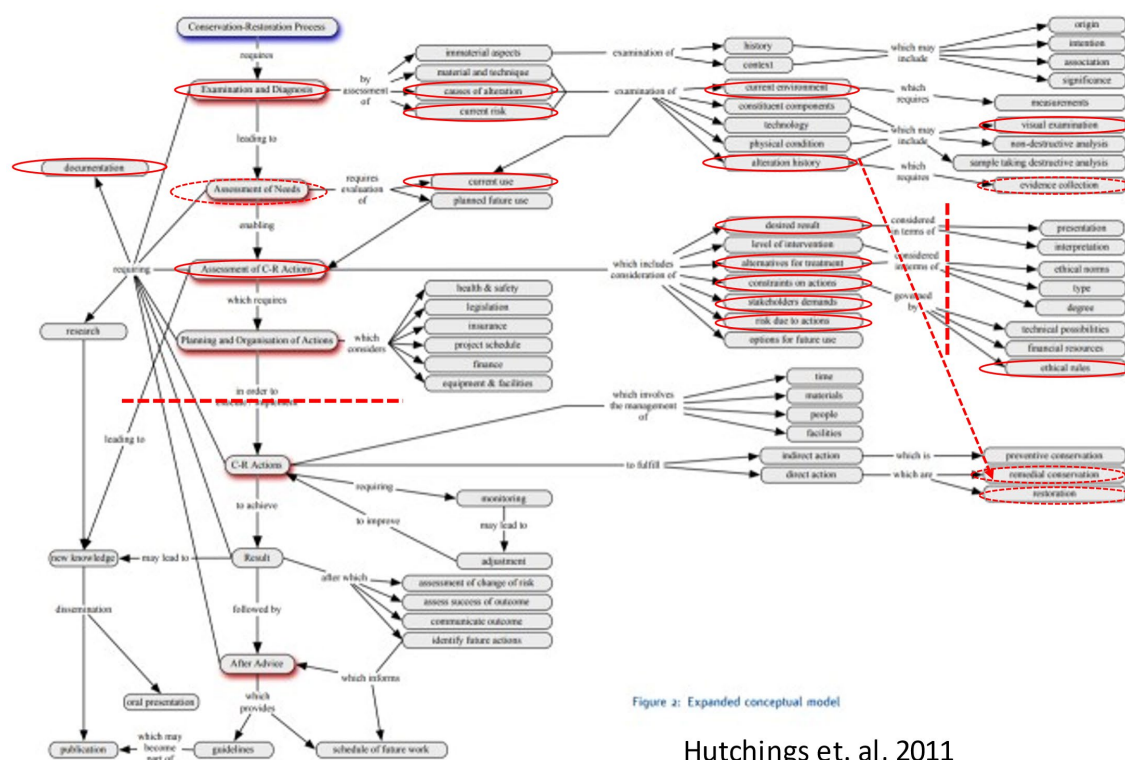 Conservation-Restoration Process
requires
Examination and Diagnosis
by
assessment
of
immaterial aspects
material and technique
causes of alteration
current risk
examination of
history
context
which may
include
origin
intention
association
significance
examination of
current environment
constituent components
technology
physical condition
alteration history
which
requires
measurements
which may
include
visual examination
non-destructive analysis
sample taking destructive analysis
which
requires
evidence collection
leading to
documentation
Assessment of Needs
requires
evaluation
of
current use
planned future use
enabling
requiring
Assessment of C-R Actions
which includes
consideration of
desired result
level of intervention
alternatives for treatment
constraints on actions
stakeholders demands
risk due to actions
options for future use
considered
in terms of
presentation
interpretation
considered
in terms of
ethical norms
type
degree
governed
by
technical possibilities
financial resources
ethical rules
which requires
research
Planning and Organisation of Actions
which
considers
health & safety
legislation
insurance
project schedule
finance
equipment & facilities
in order to
leading to
C-R Actions
which involves
the management
of
time
materials
people
facilities
to fulfill
indirect action
direct action
which is
preventive conservation
which are
remedial conservation
restoration
requiring
monitoring
may lead to
adjustment
to improve
to achieve
new knowledge
may lead to
Result
after which
assessment of change of risk
assess success of outcome
communicate outcome
identify future actions
dissemination
followed by
After Advice
which informs
which
provides
oral presentation
publication
which may
become
part of
guidelines
schedule of future work
Figure 2: Expanded conceptual model
Hutchings et. al. 2011